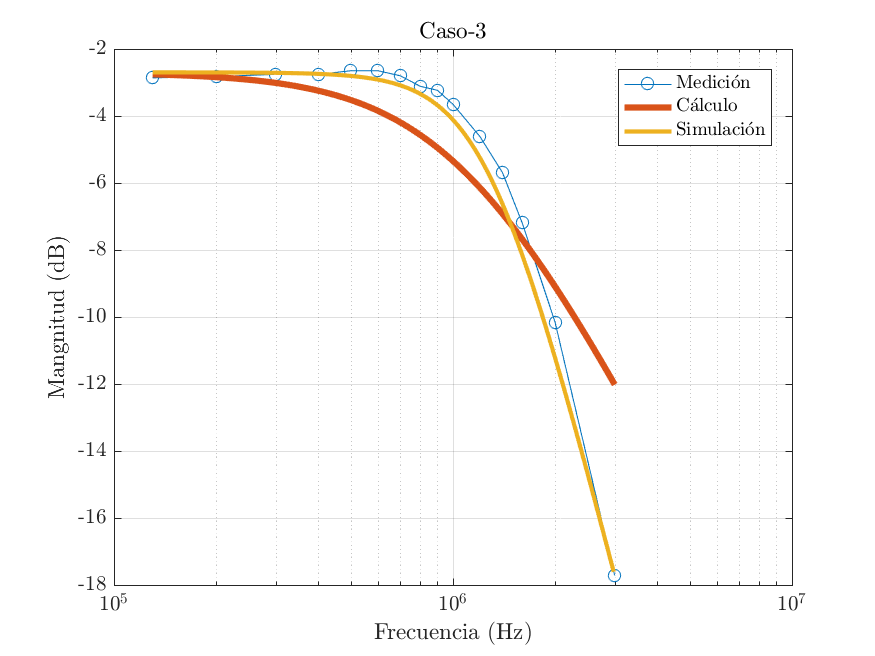 Caso-3
-2
-4
-6
-8
-10
-12
-14
-16
-18
Mangnitud (dB)
10^5
10^6
10^7
Frecuencia (Hz)
Medición
Cálculo
Simulación